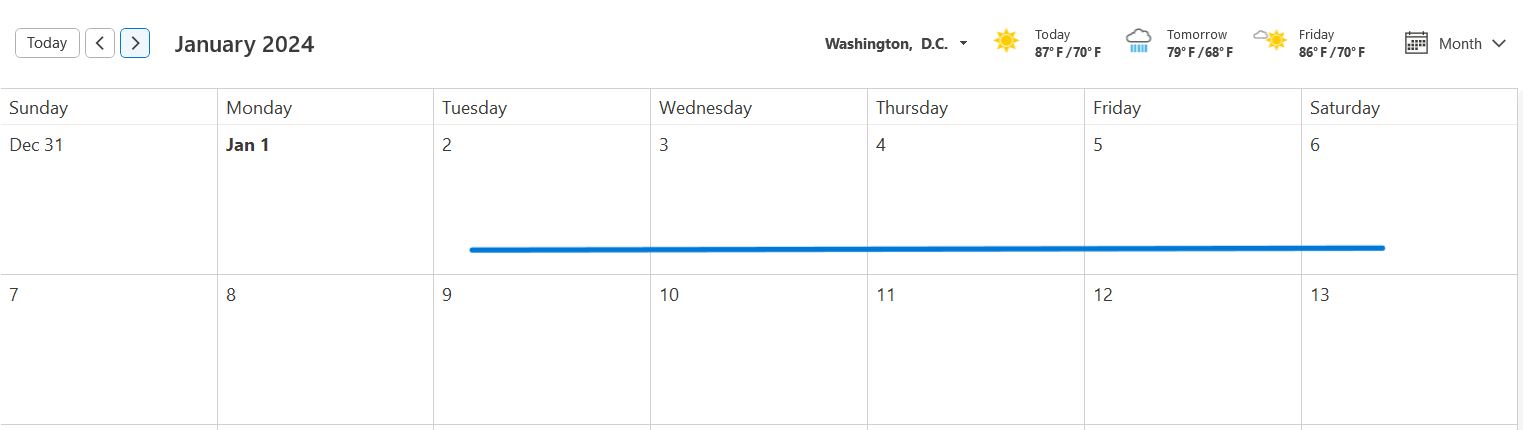 Today
January 2024
Washington, D.C.
Today
87°F/70°F
Tomorrow
79°F/68°F
Friday
86°F/70°F
Month
Sunday Monday Tuesday Wednesday Thursday Friday Saturday
Dec 31 Jan 1 2 3 4 5 6
7 8 9 10 11 12 13